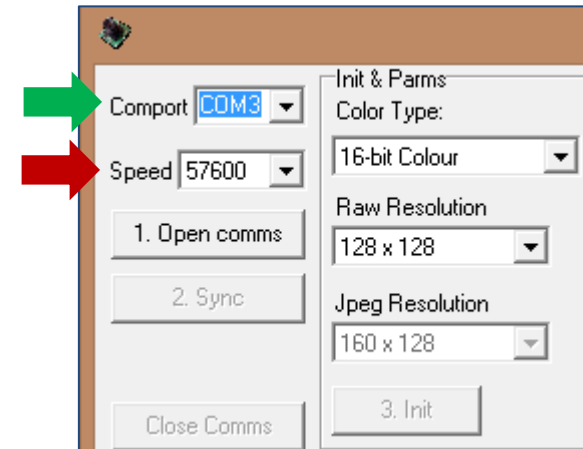 Comport COM3
Speed 57600
1. Open comms
2. Sync
Close Comms
Init & Parms
Color Type:
16-bit Colour
Raw Resolution
128 x 128
Jpeg Resolution
160 x 128
3. Init